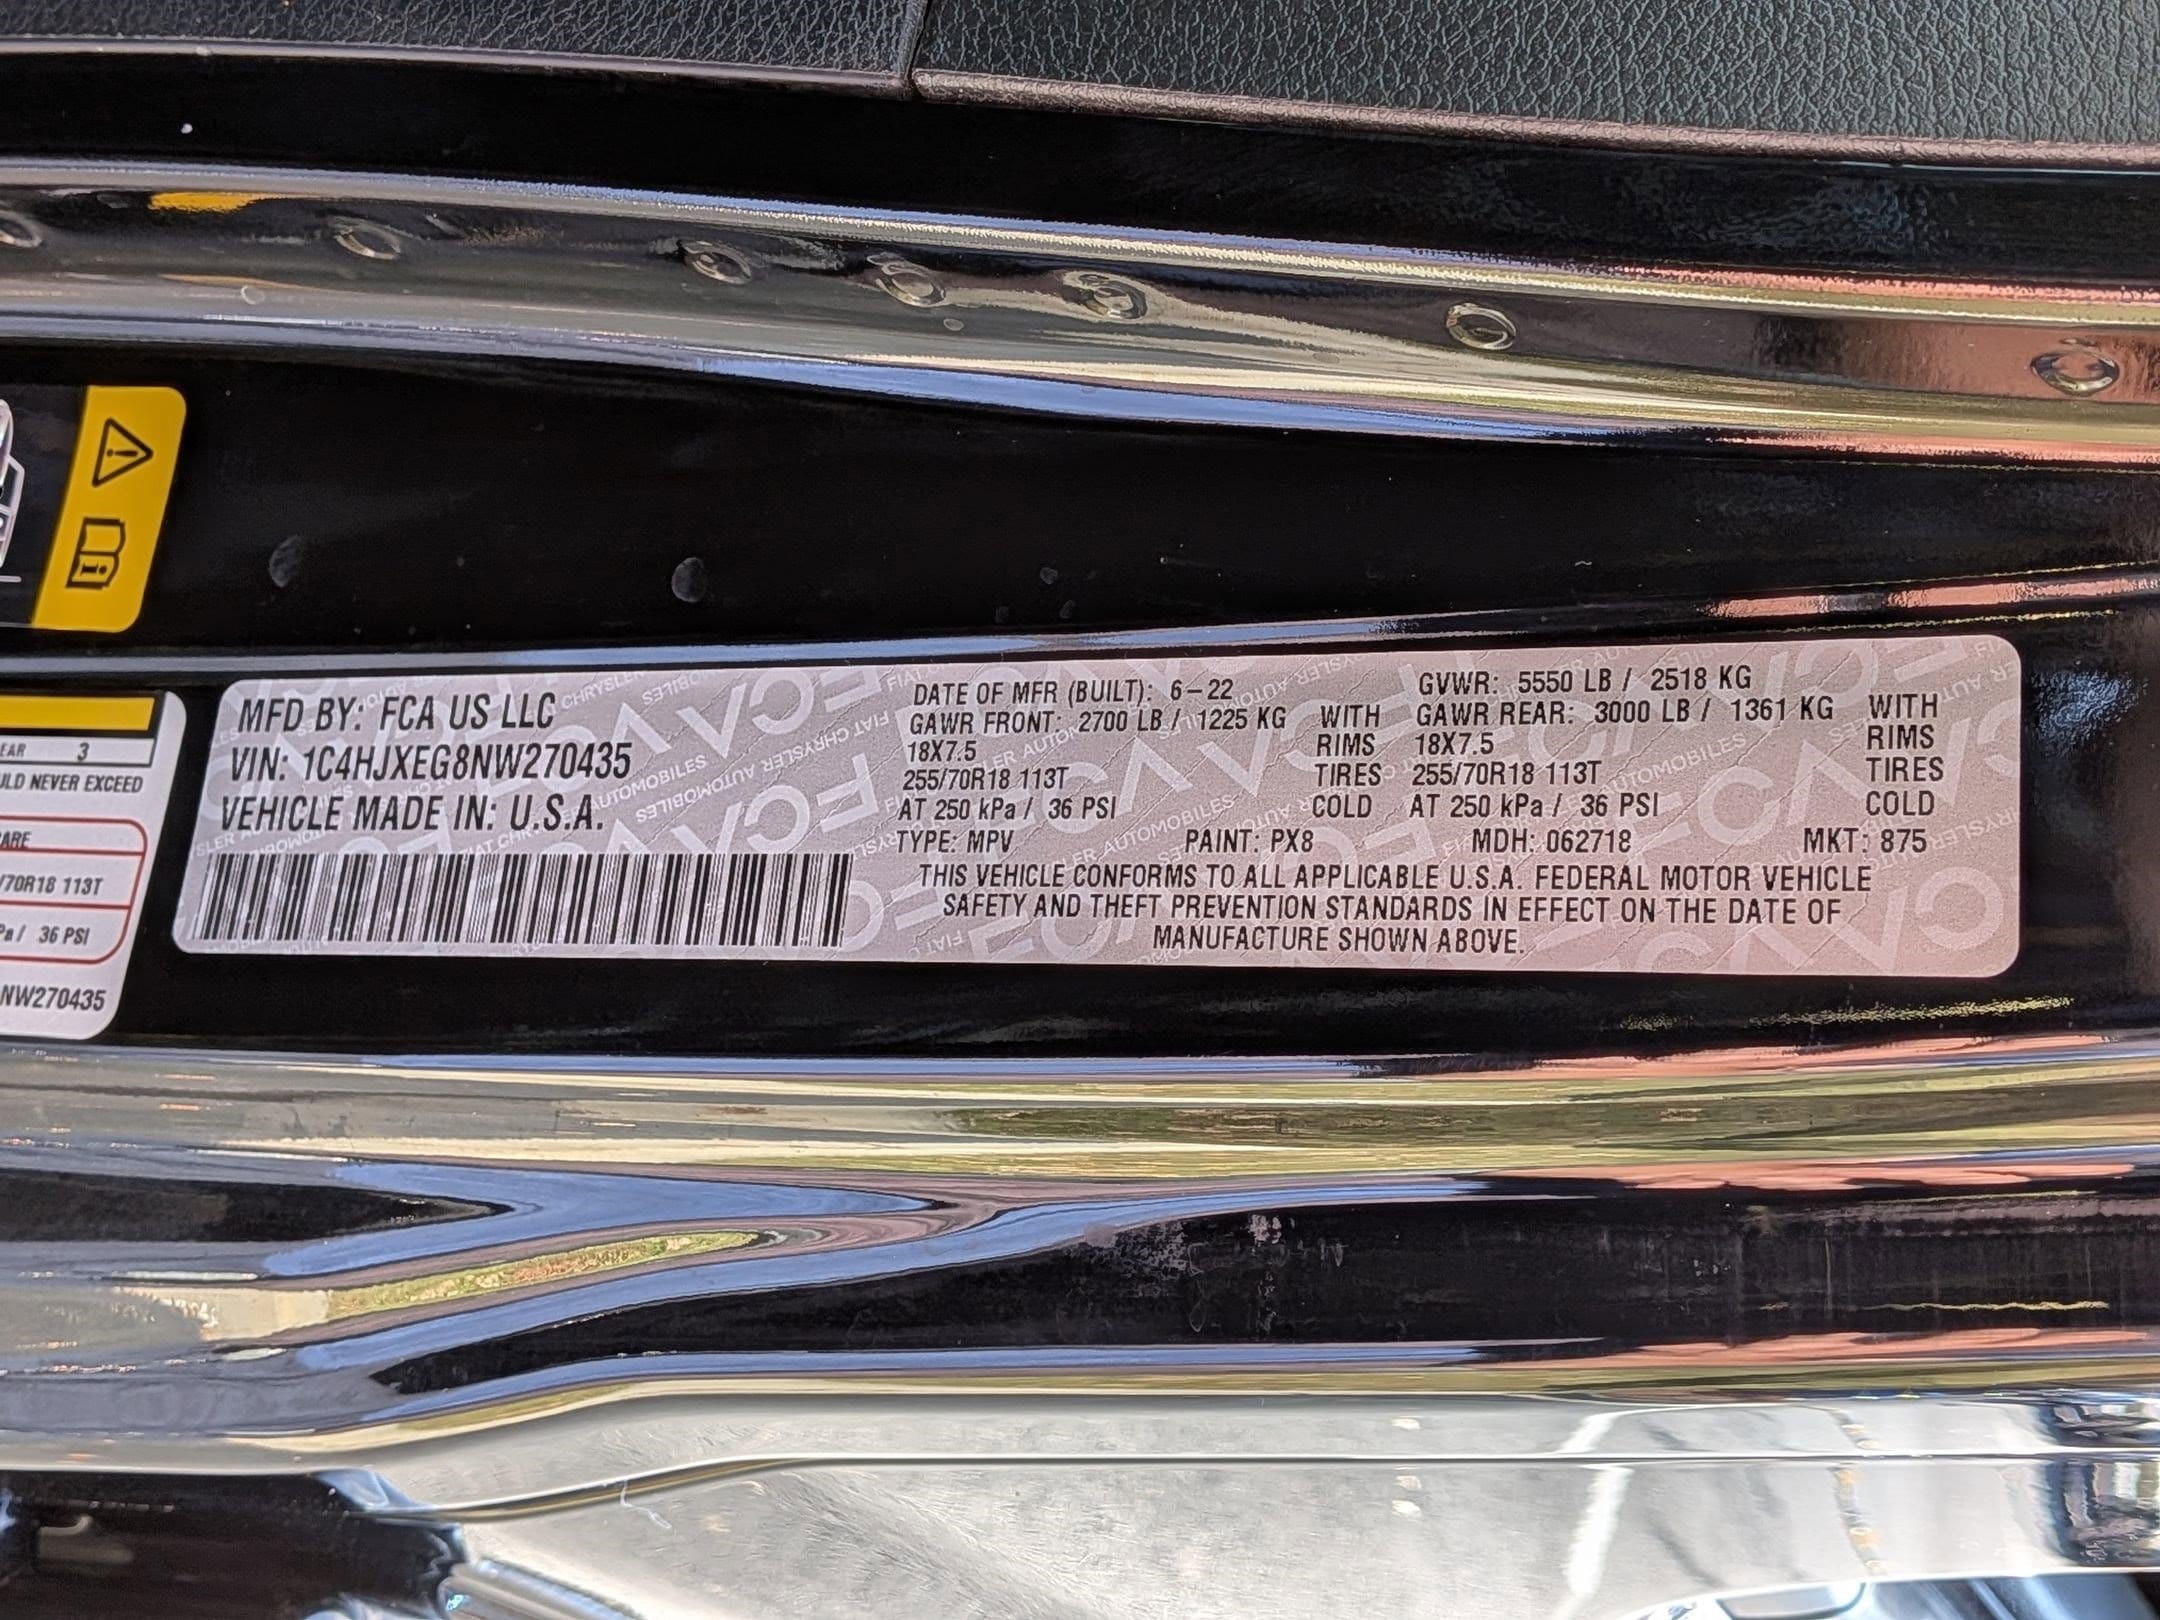 EAR 3
ULD NEVER EXCEED
/70R18 113T
36 PSI
NW270435
MFD BY: FCA US LLC
VIN: 1C4HJXEG8NW270435
VEHICLE MADE IN: U.S.A.
DATE OF MFR (BUILT): 6-22 GVWR: 5550 LB / 2518 KG
GAWR FRONT: 2700 LB / 1225 KG WITH GAWR REAR: 3000 LB / 1361 KG WITH
18X7.5 RIMS 18X7.5 RIMS
255/70R18 113T TIRES 255/70R18 113T TIRES
AT 250 kPa / 36 PSI COLD AT 250 kPa / 36 PSI COLD
TYPE: MPV PAINT: PX8 MDH: 062718 MKT: 875
THIS VEHICLE CONFORMS TO ALL APPLICABLE U.S.A. FEDERAL MOTOR VEHICLE
SAFETY AND THEFT PREVENTION STANDARDS IN EFFECT ON THE DATE OF
MANUFACTURE SHOWN ABOVE.